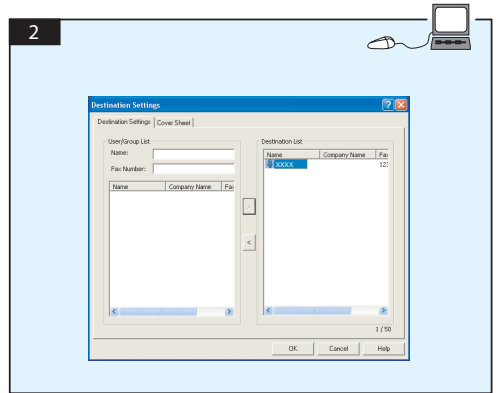 2
Destination Settings
Destination Settings Cover Sheet
User/Group List
Name:
Fax Number:
Name Company Name Fax
Destination List
Name Company Name Fax
XXXX 123
> 
<
1 / 50
OK Cancel Help